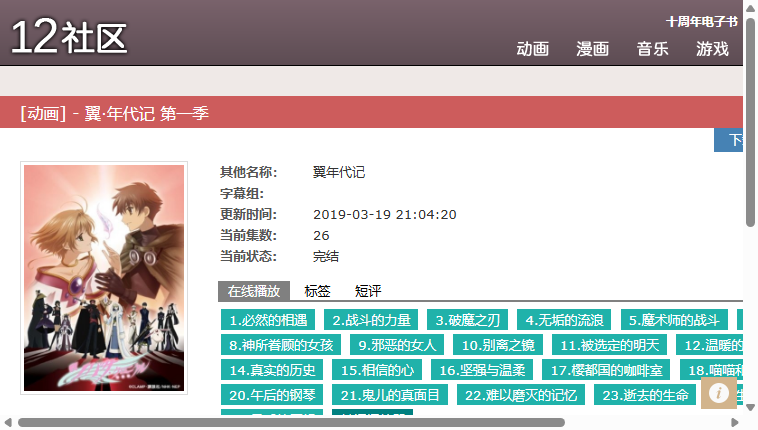 十周年电子书
12社区
动画 漫画 音乐 游戏
[动画] - 翼·年代记 第一季
其他名称: 翼年代记
字幕组:
更新时间: 2019-03-19 21:04:20
当前集数: 26
当前状态: 完结
在线播放 标签 短评
1.必然的相遇 2.战斗的力量 3.破魔之刃 4.无垢的流浪 5.魔术师的战斗
8.神所眷顾的女孩 9.邪恶的女人 10.别离之镜 11.被选定的明天 12.温暖的
14.真实的历史 15.相信的心 16.坚强与温柔 17.樱都国的咖啡室 18.喵喵和
20.午后的钢琴 21.鬼儿的真面目 22.难以磨灭的记忆 23.逝去的生命